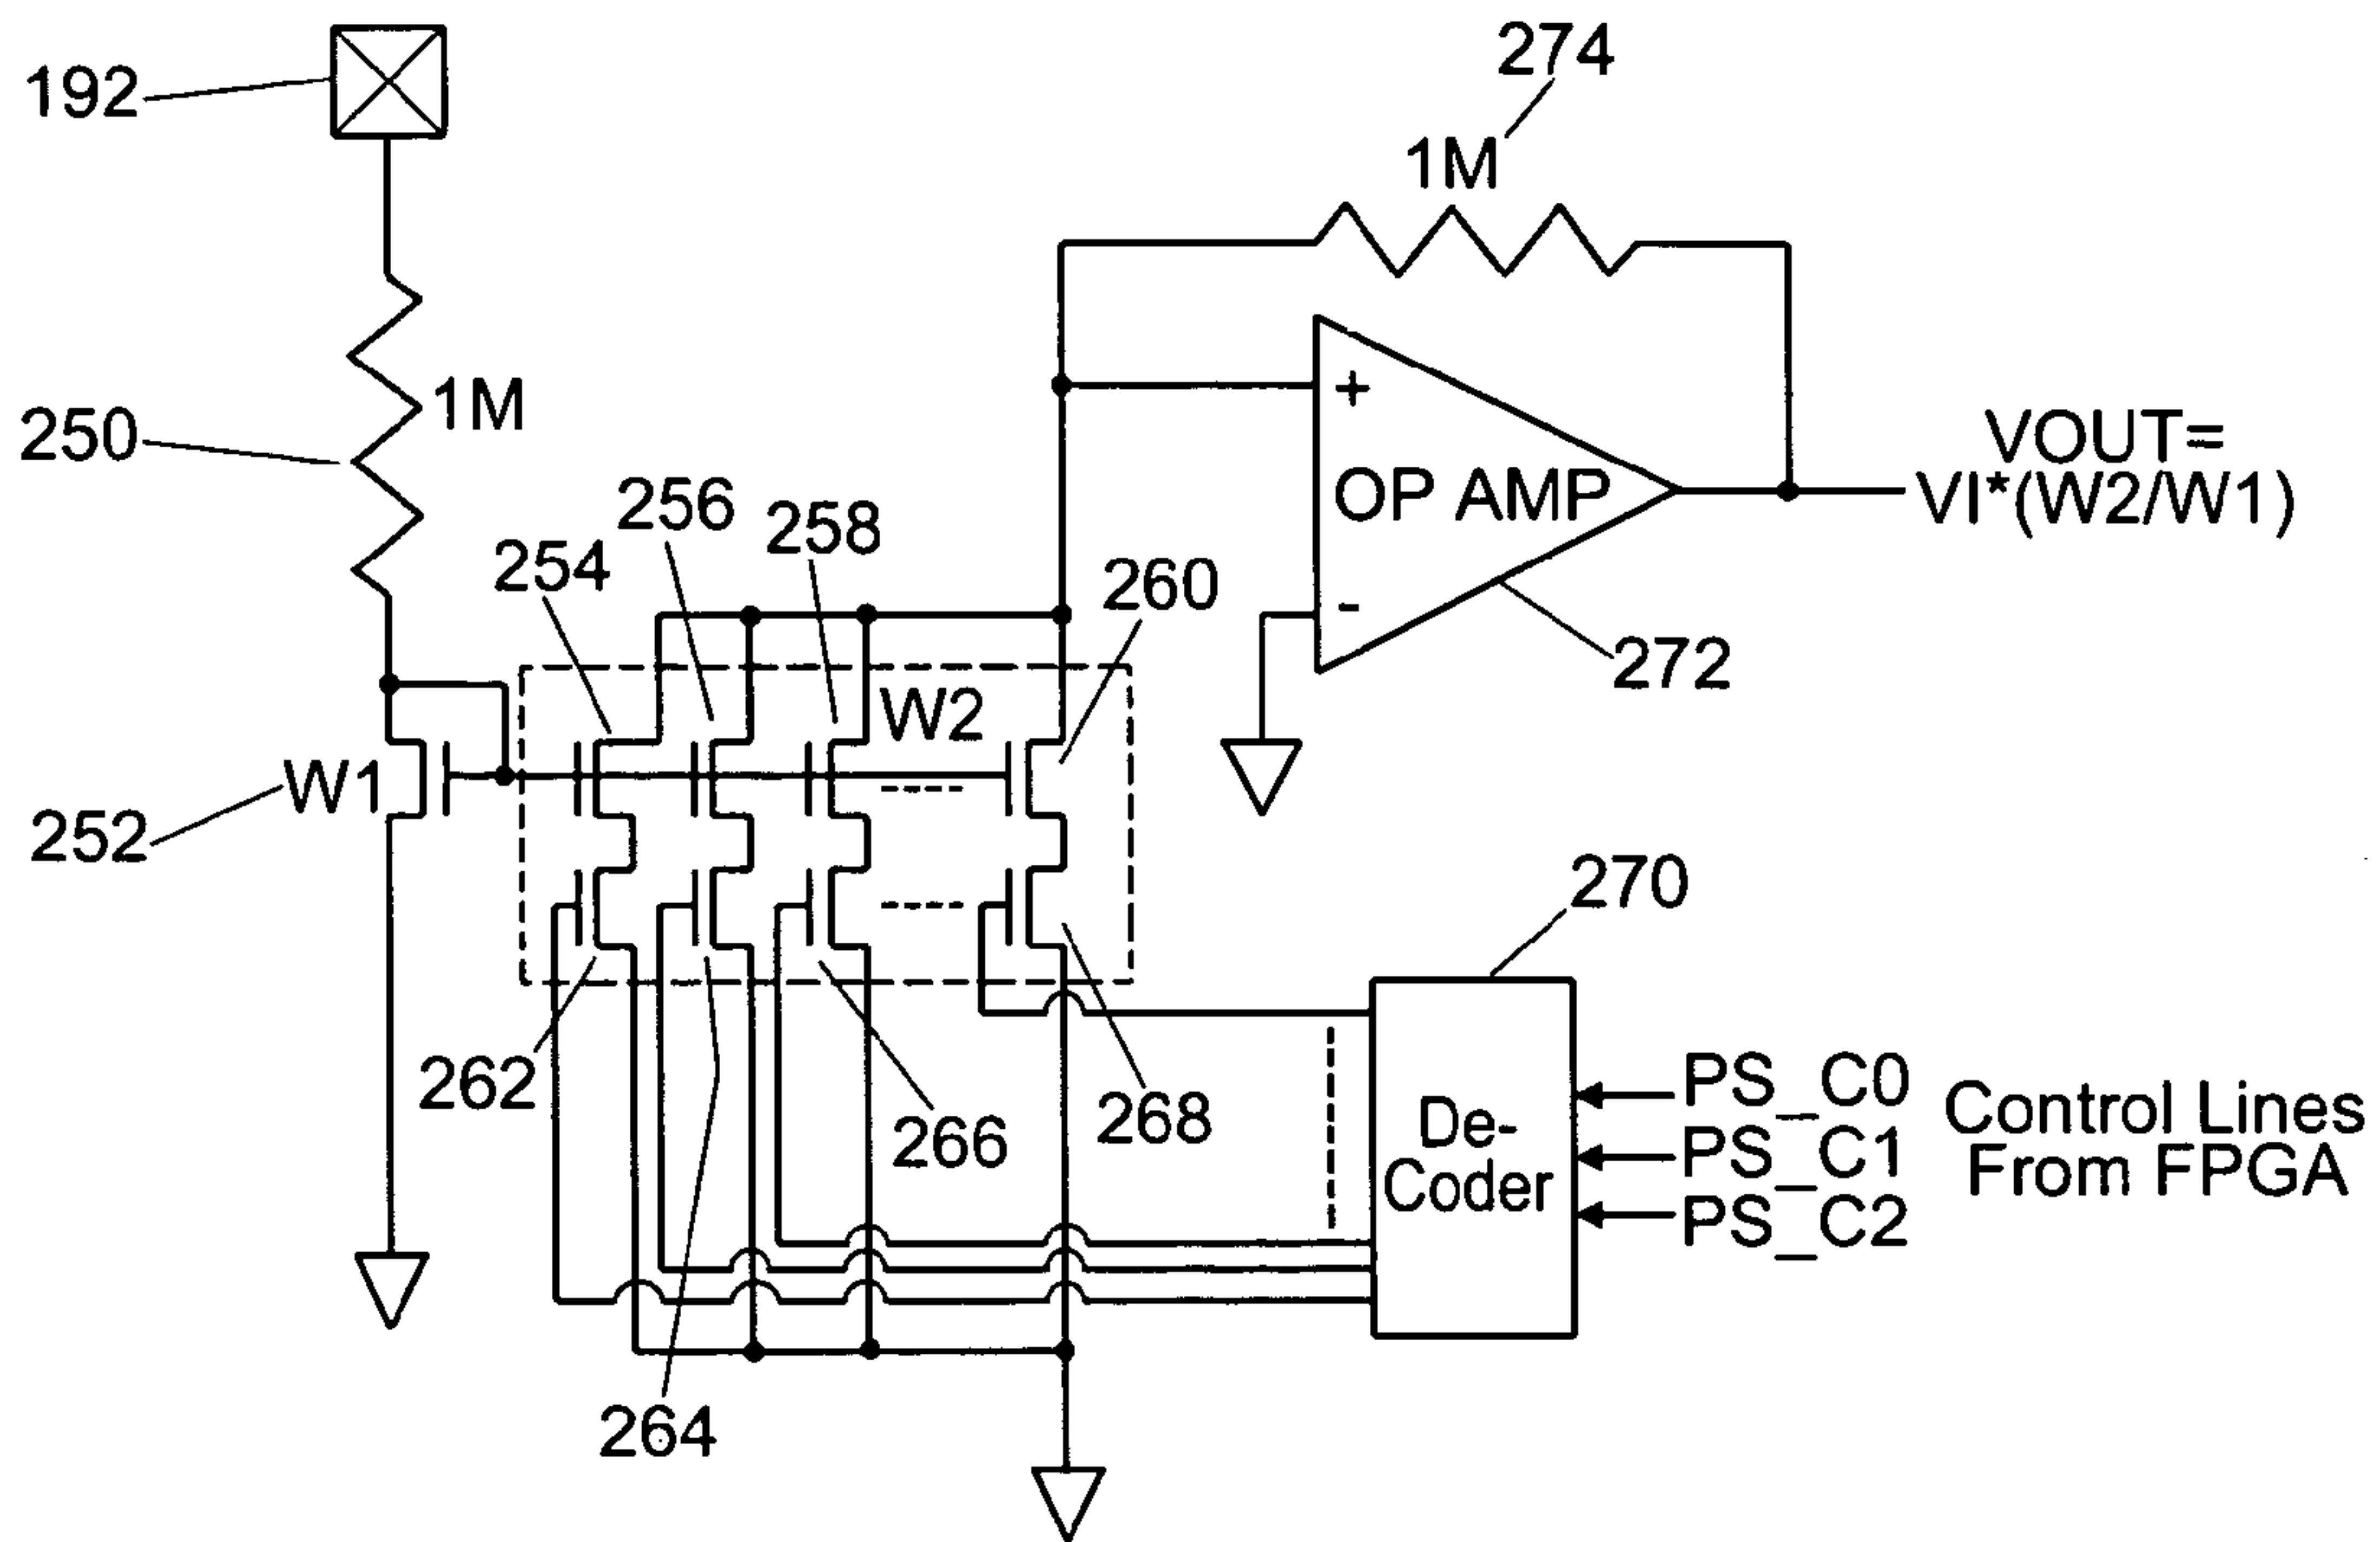 274
192
1M
1M
250
VOUT=
VI*(W2/W1)
+
OP AMP
-
256
258
254
260
272
W2
W1
252
270
262
266
268
De-
Coder
PS_C0
PS_C1
PS_C2
Control Lines
From FPGA
264